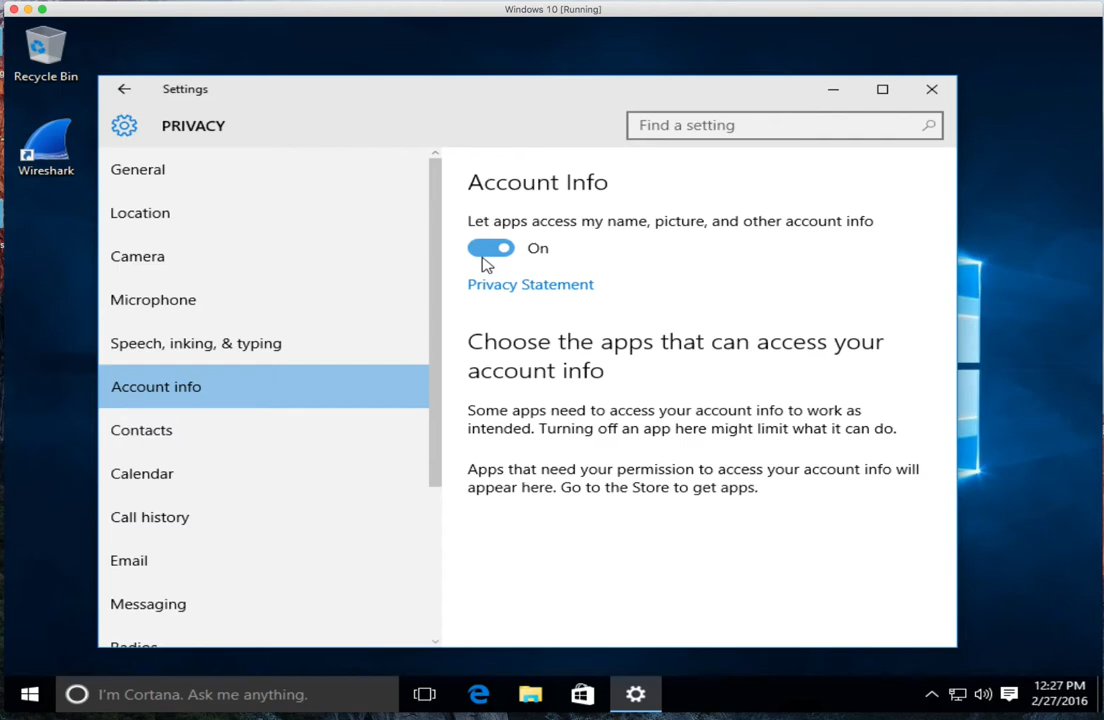 Windows 10 [Running]
Recycle Bin
Wireshark
Settings
PRIVACY
Find a setting
General
Location
Camera
Microphone
Speech, inking, & typing
Account info
Contacts
Calendar
Call history
Email
Messaging
Radios
Account Info
Let apps access my name, picture, and other account info
On
Privacy Statement
Choose the apps that can access your
account info
Some apps need to access your account info to work as
intended. Turning off an app here might limit what it can do.
Apps that need your permission to access your account info will
appear here. Go to the Store to get apps.
I'm Cortana. Ask me anything.
12:27 PM
2/27/2016